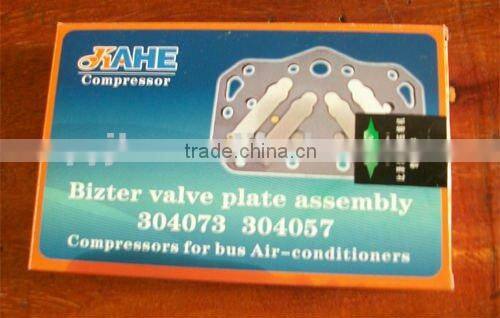 KAHE
Compressor
trade.china.cn
Bizter valve plate assembly
304073 304057
Compressors for bus Air-conditioners